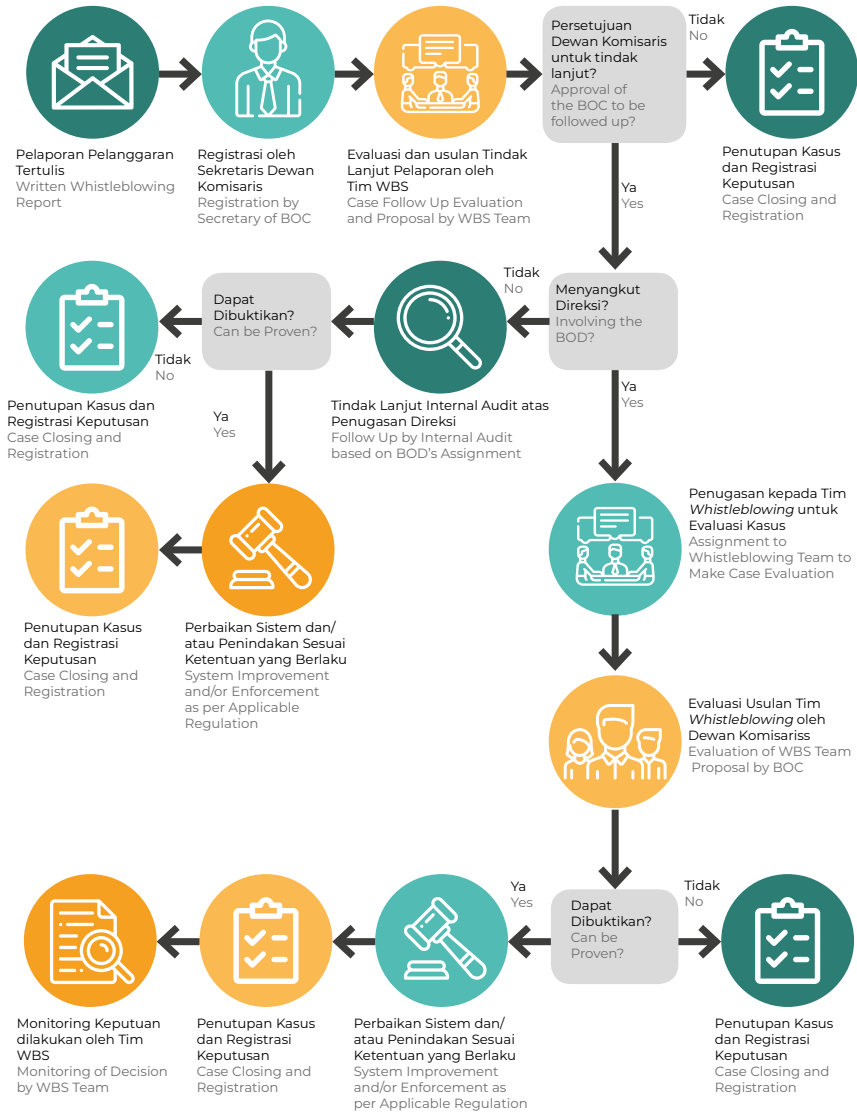 Pelaporan Pelanggaran
Tertulis
Written Whistleblowing
Report
Registrasi oleh
Sekretaris Dewan
Komisaris
Registration by
Secretary of BOC
Evaluasi dan usulan Tindak
Lanjut Pelaporan oleh
Tim WBS
Case Follow Up Evaluation
and Proposal by WBS Team
Persetujuan
Dewan Komisaris
untuk tindak
lanjut?
Approval of
the BOC to be
followed up?
Tidak
No
Penutupan Kasus
dan Registrasi
Keputusan
Case Closing and
Registration
Ya
Yes
Menyangkut
Direksi?
Involving the
BOD?
Tidak
No
Tindak Lanjut Internal Audit atas
Penugasan Direksi
Follow Up by Internal Audit
based on BOD's Assignment
Dapat
Dibuktikan?
Can be Proven?
Tidak
No
Penutupan Kasus dan
Registrasi Keputusan
Case Closing and
Registration
Ya
Yes
Perbaikan Sistem dan/
atau Penindakan Sesuai
Ketentuan yang Berlaku
System Improvement
and/or Enforcement
as per Applicable
Regulation
Penutupan Kasus
dan Registrasi
Keputusan
Case Closing and
Registration
Ya
Yes
Penugasan kepada Tim
Whistleblowing untuk
Evaluasi Kasus
Assignment to
Whistleblowing Team to
Make Case Evaluation
Evaluasi Usulan Tim
Whistleblowing oleh
Dewan Komisariss
Evaluation of WBS Team
Proposal by BOC
Dapat
Dibuktikan?
Can be
Proven?
Tidak
No
Penutupan Kasus
dan Registrasi
Keputusan
Case Closing and
Registration
Ya
Yes
Perbaikan Sistem dan/
atau Penindakan Sesuai
Ketentuan yang Berlaku
System Improvement
and/or Enforcement as
per Applicable Regulation
Penutupan Kasus
dan Registrasi
Keputusan
Case Closing and
Registration
Monitoring Keputuan
dilakukan oleh Tim
WBS
Monitoring of Decision
by WBS Team